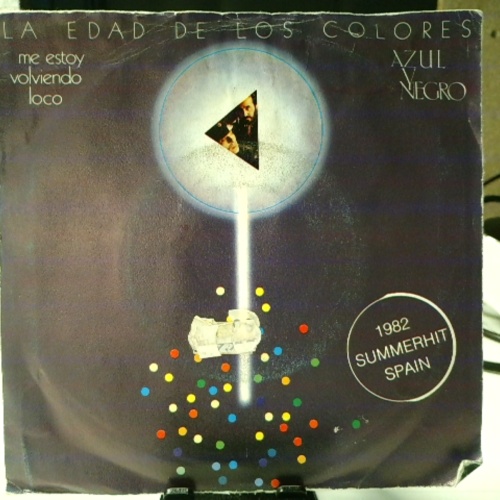 LA EDAD DE LOS COLORES
me estoy
volviendo
loco
AZUL
Y
NEGRO
1982
SUMMERHIT
SPAIN